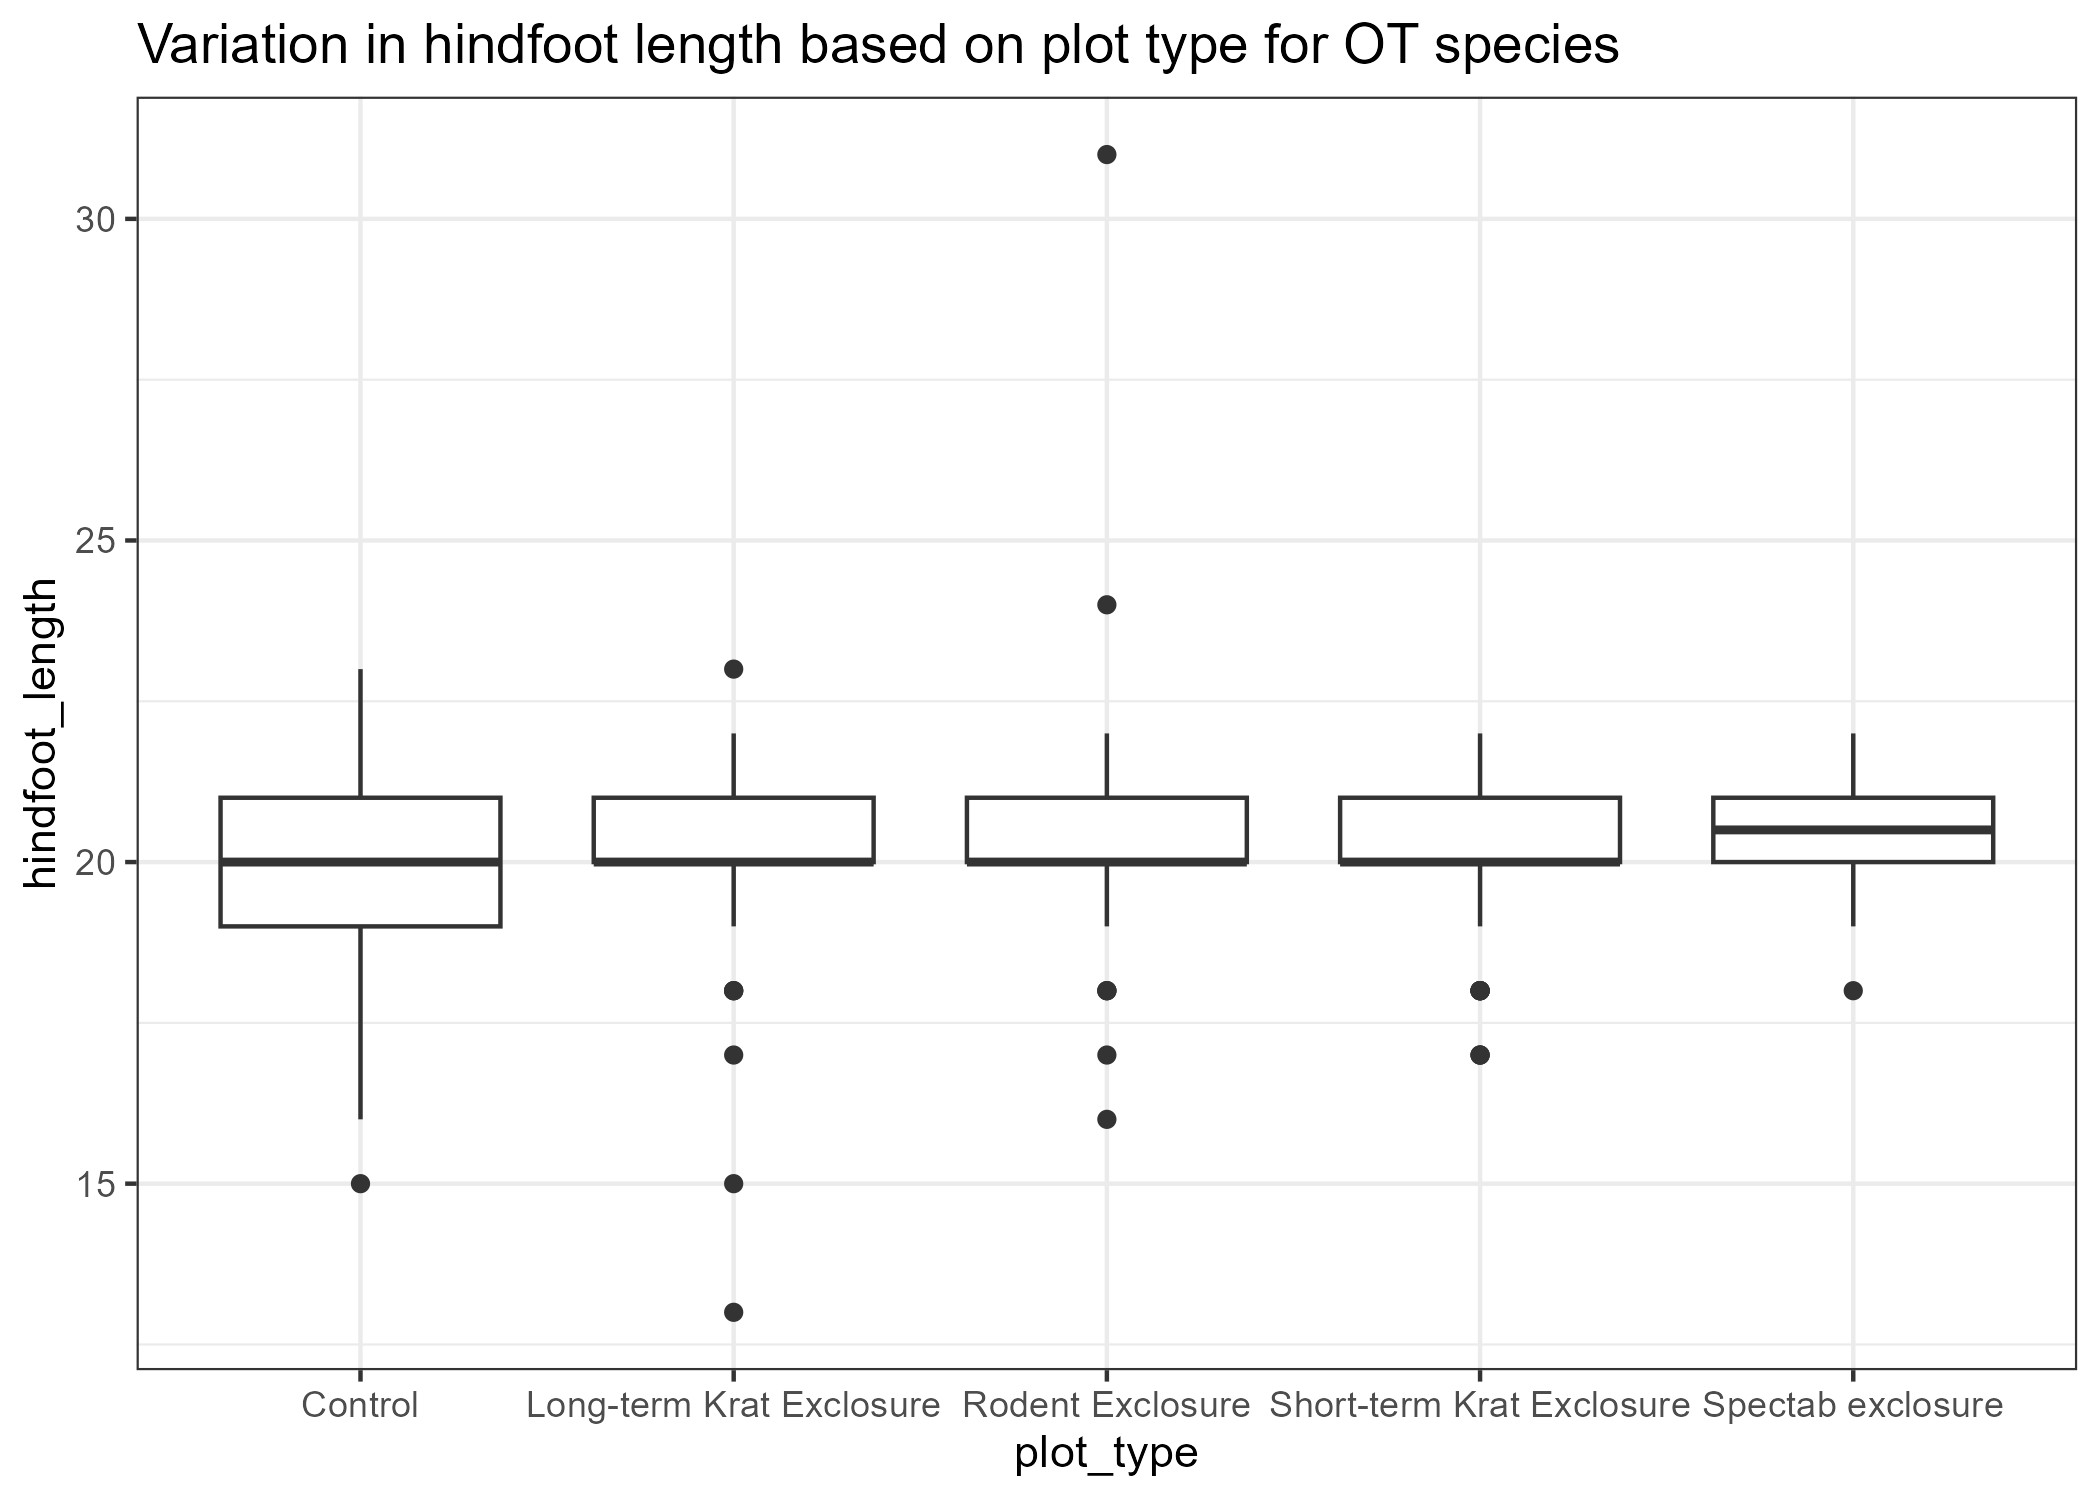 Variation in hindfoot length based on plot type for OT species
hindfoot_length
30
25
20
15
Control
Long-term Krat Exclosure
Rodent Exclosure
Short-term Krat Exclosure
Spectab exclosure
plot_type